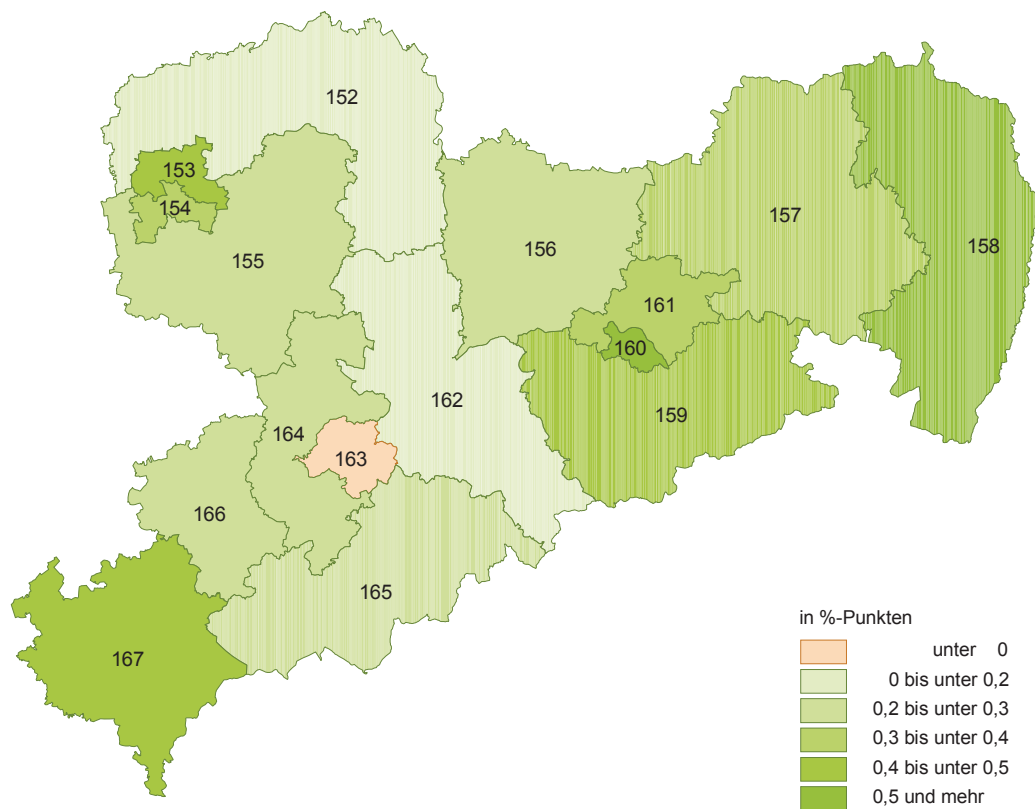 152
153
154
155
156
157
158
161
160
159
162
164
163
166
165
167
in %-Punkten
unter 0
0 bis unter 0,2
0,2 bis unter 0,3
0,3 bis unter 0,4
0,4 bis unter 0,5
0,5 und mehr